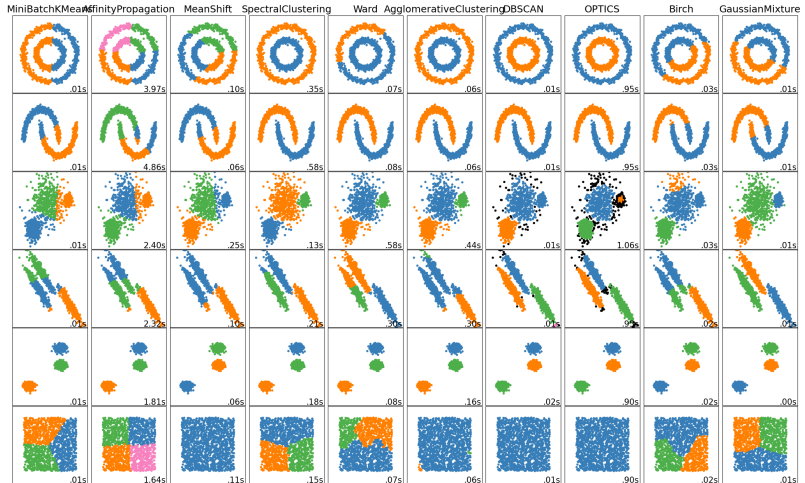 MiniBatchKMeans AffinityPropagation MeanShift SpectralClustering Ward AgglomerativeClustering DBSCAN OPTICS Birch GaussianMixture
.01s 3.97s .10s .35s .07s .06s .01s .95s .03s .01s
.01s 4.86s .06s .58s .08s .06s .01s .95s .03s .01s
.01s 2.40s .25s .13s .58s .44s .01s 1.06s .03s .01s
.01s 2.32s .10s .21s .30s .30s .01s .02s .01s
.01s 1.81s .06s .18s .08s .16s .02s .90s .02s .00s
.01s 1.64s .11s .15s .07s .06s .01s .90s .01s .01s